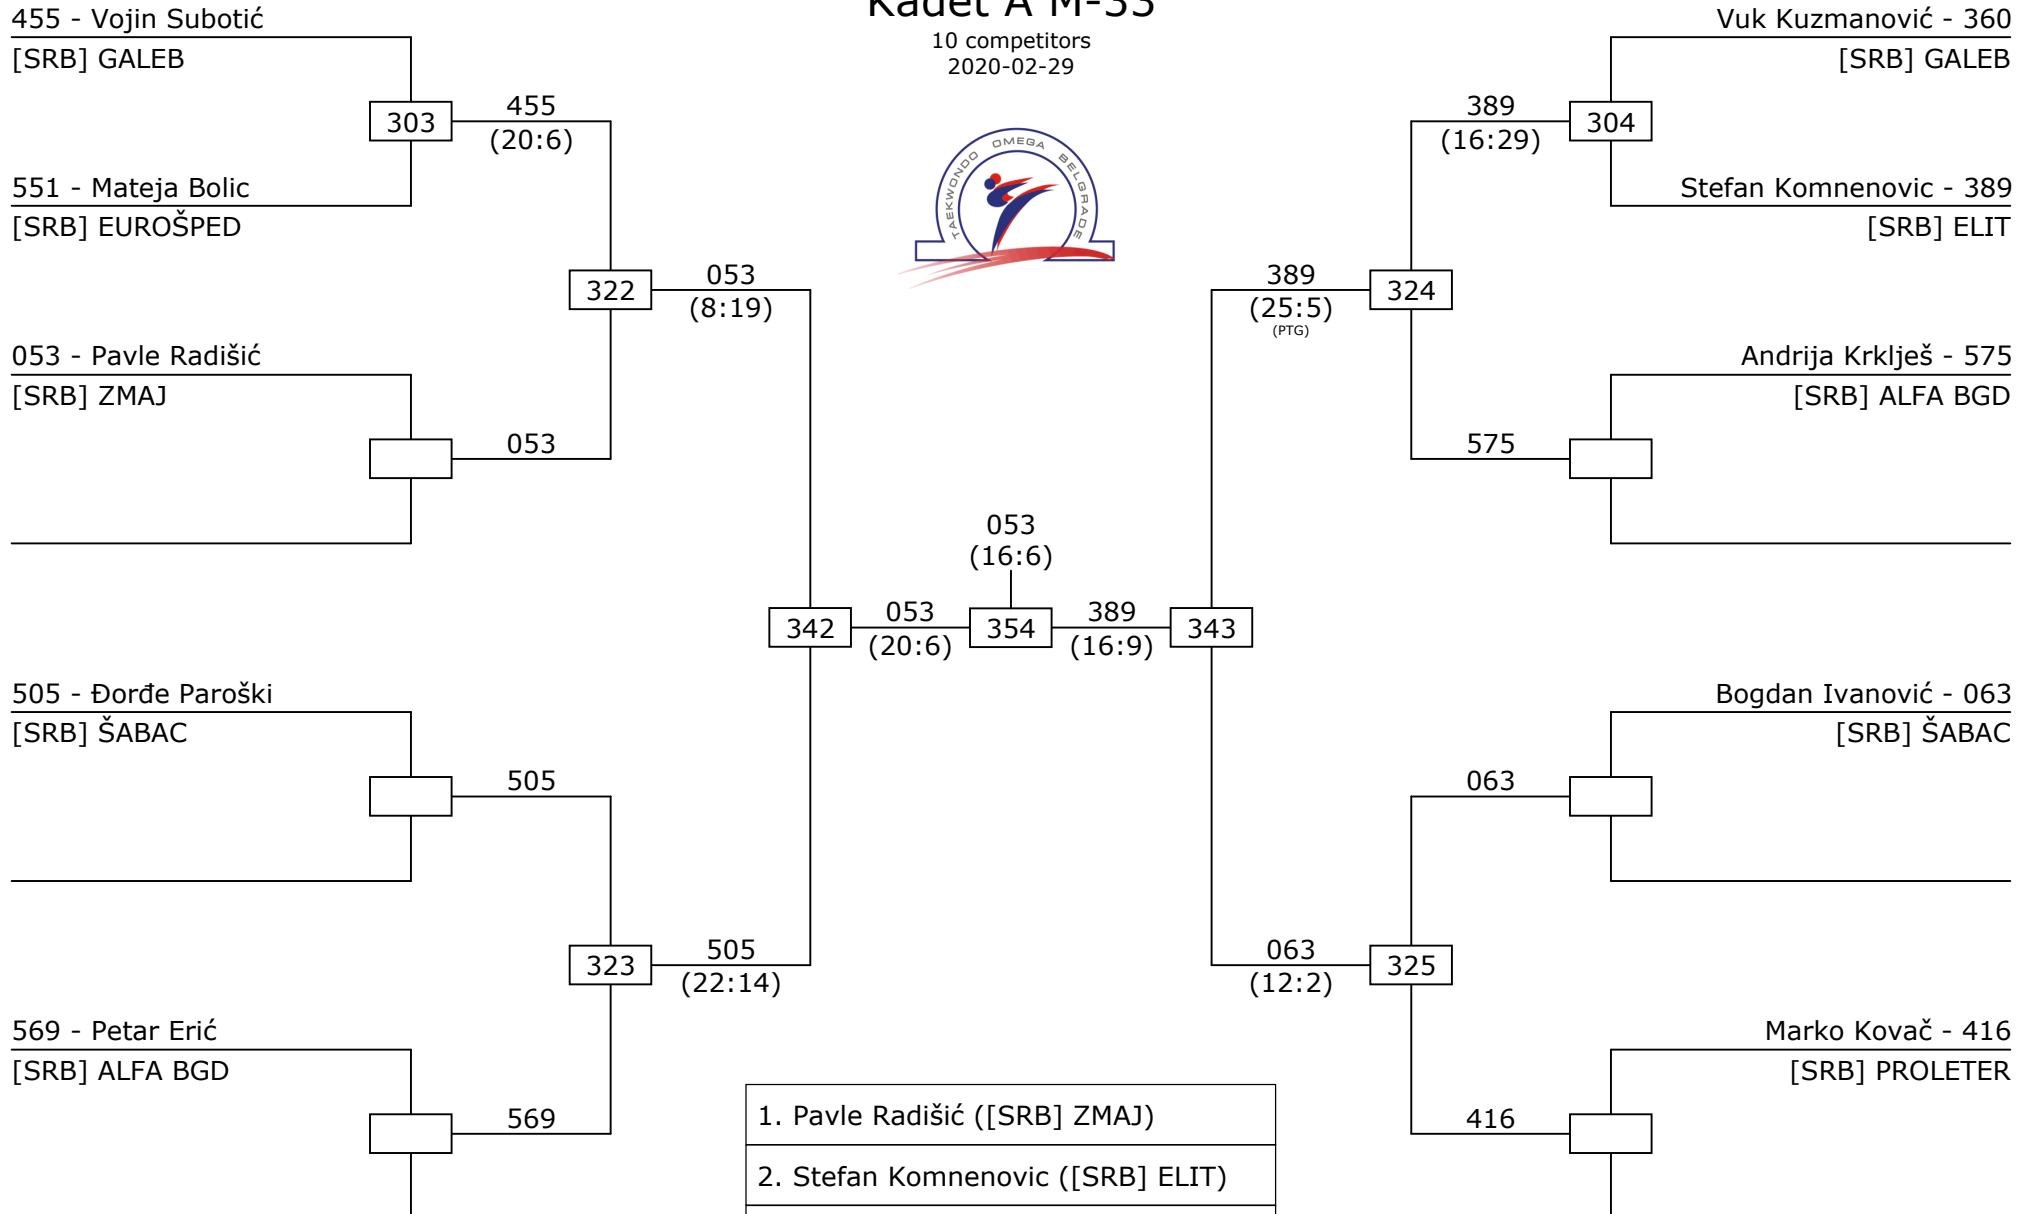 Kadet A M-33
10 competitors
2020-02-29
TAEKWONDO OMEGA BELGRADE
455 - Vojin Subotić
[SRB] GALEB
303
455
(20:6)
551 - Mateja Bolic
[SRB] EUROŠPED
322
053
(8:19)
053 - Pavle Radišić
[SRB] ZMAJ
053
505 - Đorđe Paroški
[SRB] ŠABAC
505
323
505
(22:14)
569 - Petar Erić
[SRB] ALFA BGD
569
342
053
(20:6)
053
(16:6)
354
389
(16:9)
343
Vuk Kuzmanović - 360
[SRB] GALEB
389
(16:29)
304
Stefan Komnenovic - 389
[SRB] ELIT
389
(25:5)
(PTG)
324
Andrija Krklješ - 575
[SRB] ALFA BGD
575
Bogdan Ivanović - 063
[SRB] ŠABAC
063
063
(12:2)
325
Marko Kovač - 416
[SRB] PROLETER
416
1. Pavle Radišić ([SRB] ZMAJ)
2. Stefan Komnenovic ([SRB] ELIT)